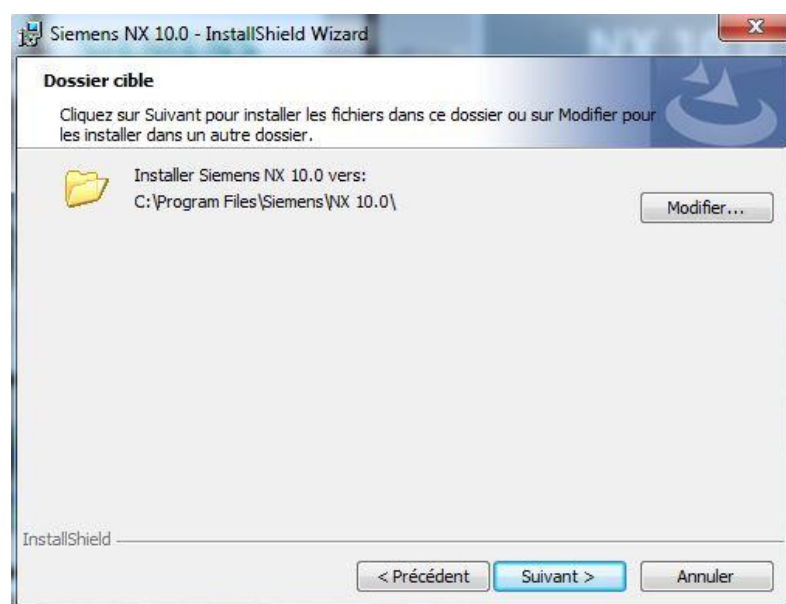 Siemens NX 10.0 - InstallShield Wizard
Dossier cible
Cliquez sur Suivant pour installer les fichiers dans ce dossier ou sur Modifier pour
les installer dans un autre dossier.
Installer Siemens NX 10.0 vers:
C:\Program Files\Siemens\NX 10.0\
Modifier...
InstallShield
< Précédent
Suivant >
Annuler